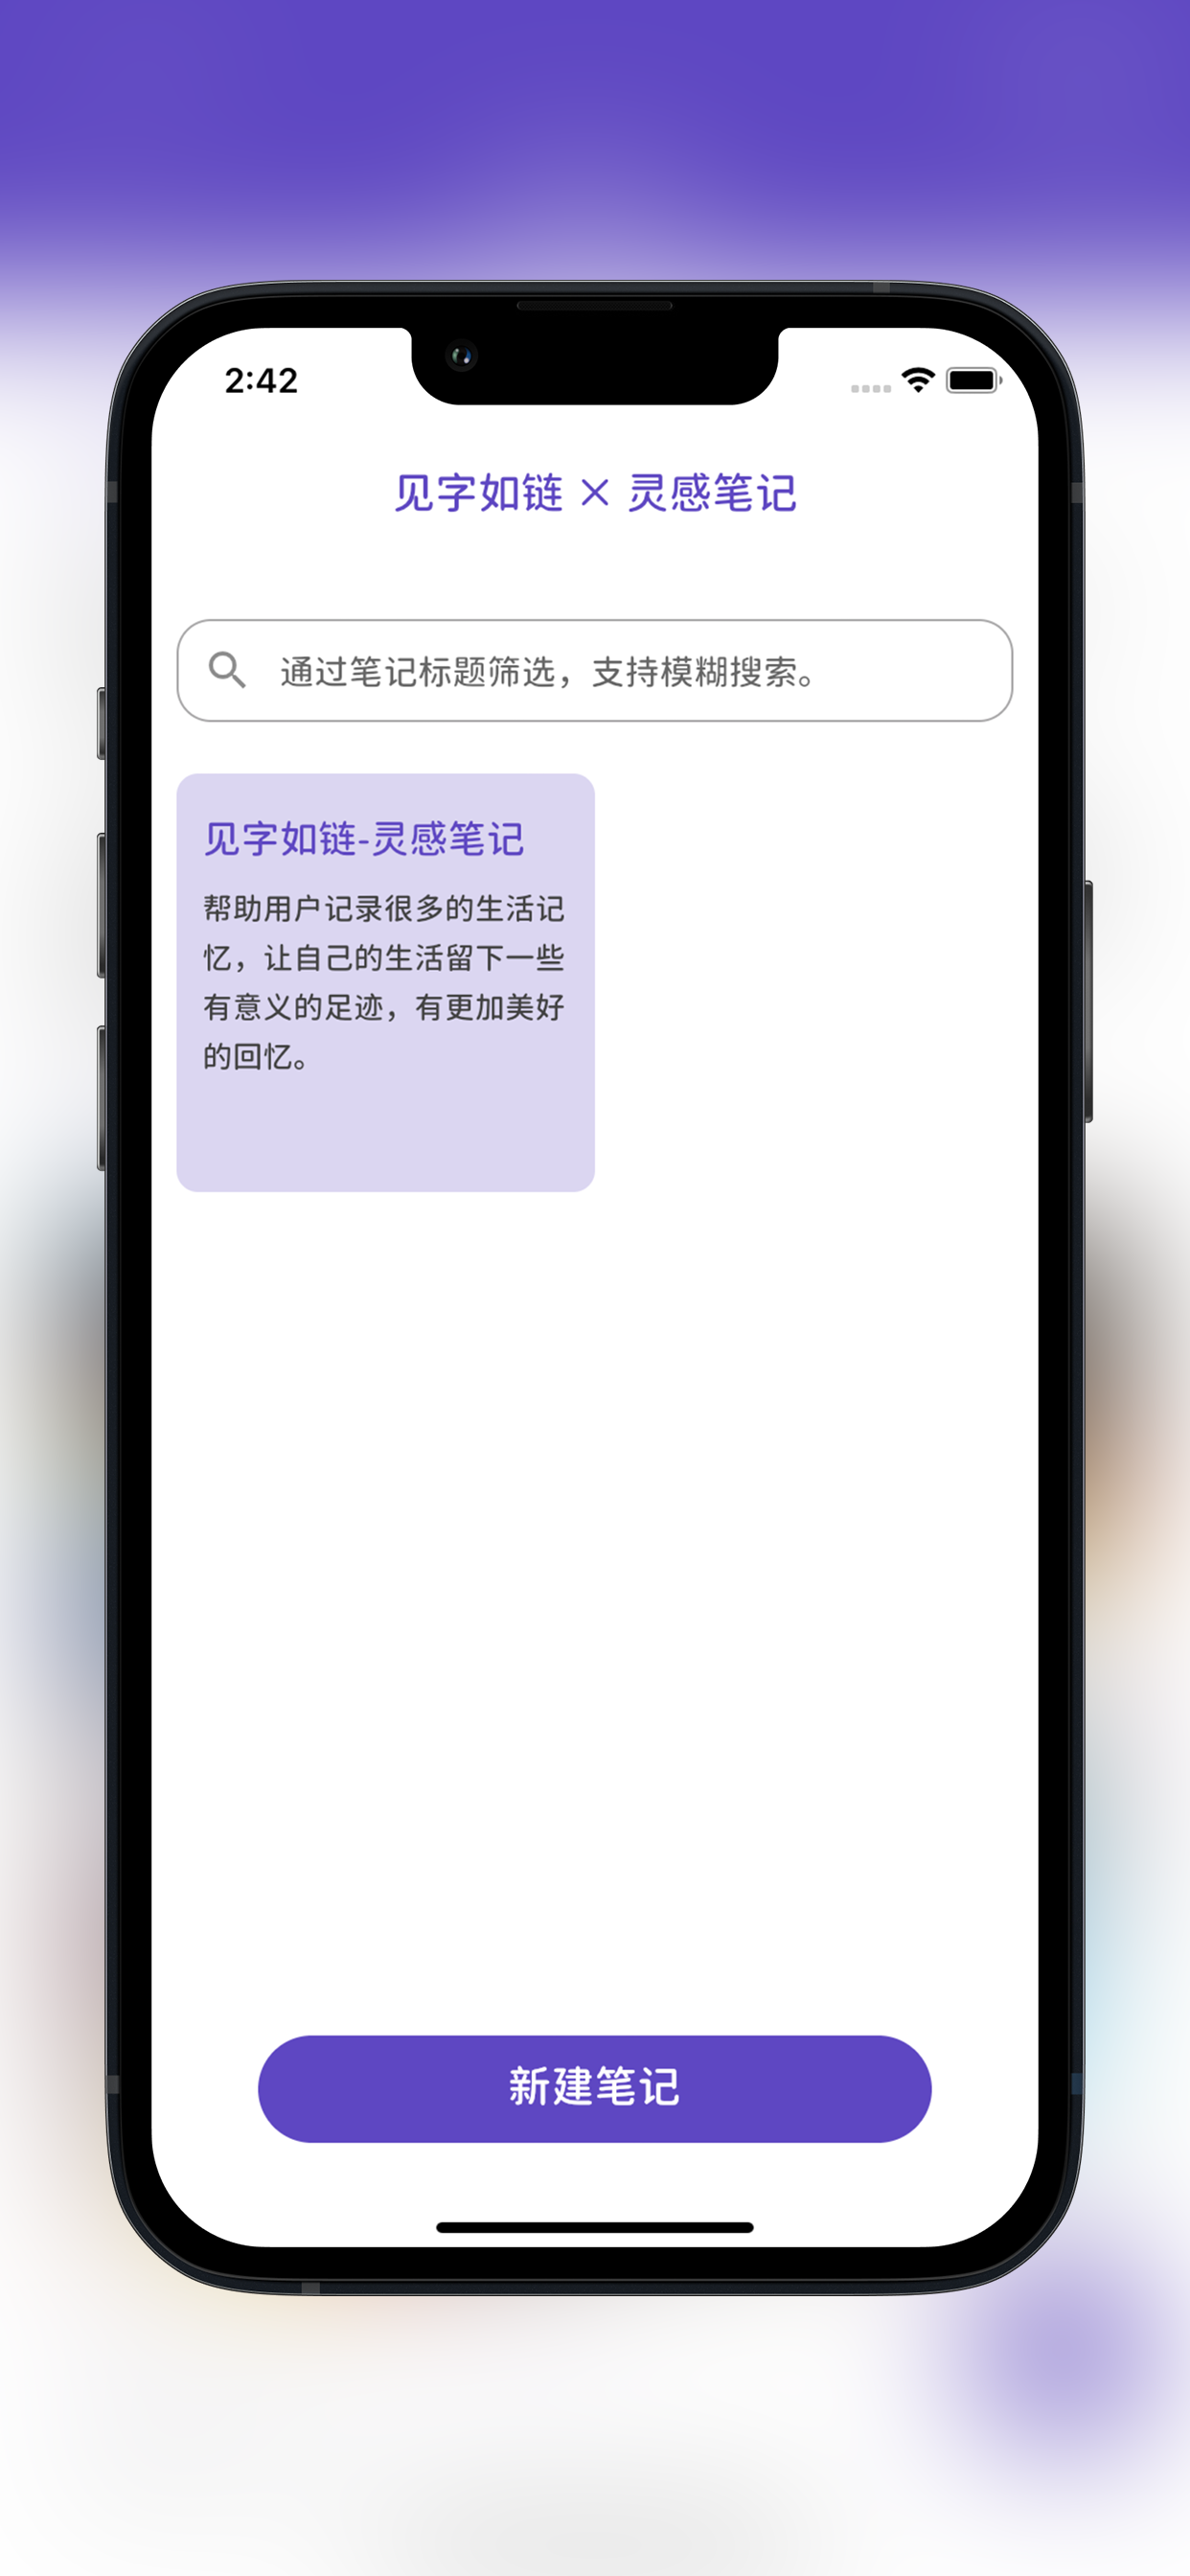 2:42
见字如链 × 灵感笔记
通过笔记标题筛选，支持模糊搜索。
见字如链-灵感笔记
帮助用户记录很多的生活记
忆，让自己的生活留下一些
有意义的足迹，有更加美好
的回忆。
新建笔记